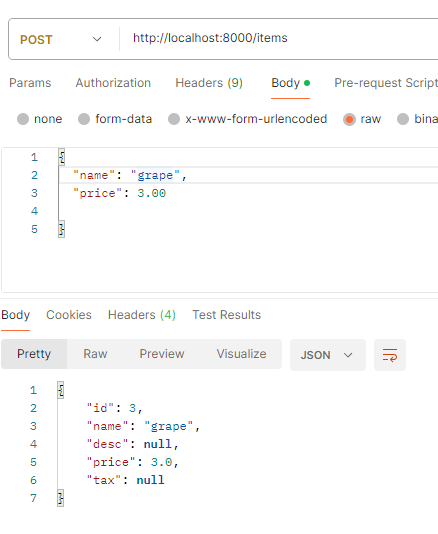 POST http://localhost:8000/items
Params Authorization Headers (9) Body Pre-request Script
none form-data x-www-form-urlencoded raw bina
1 {
2 "name": "grape",
3 "price": 3.00
4
5 }
Body Cookies Headers (4) Test Results
Pretty Raw Preview Visualize JSON
1 {
2 "id": 3,
3 "name": "grape",
4 "desc": null,
5 "price": 3.0,
6 "tax": null
7 }